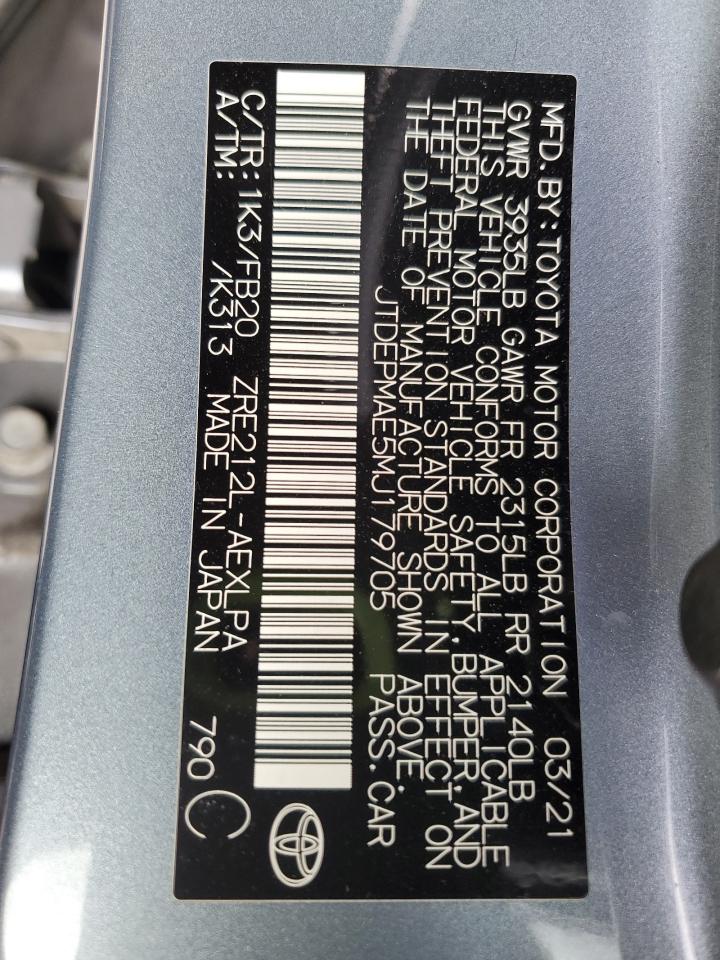 MFD. BY: TOYOTA MOTOR CORPORATION 03/21
GVWR 3935LB GAWR FR 2315LB RR 2140LB
THIS VEHICLE CONFORMS TO ALL APPLICABLE
FEDERAL MOTOR VEHICLE SAFETY, BUMPER, AND
THEFT PREVENTION STANDARDS IN EFFECT ON
THE DATE OF MANUFACTURE SHOWN ABOVE.
JTDEPMAE5MJ179705 PASS. CAR
C/TR: 1K3/FB20 ZRE212L-AEXLPA
A/TM: /K313 MADE IN JAPAN 790 C